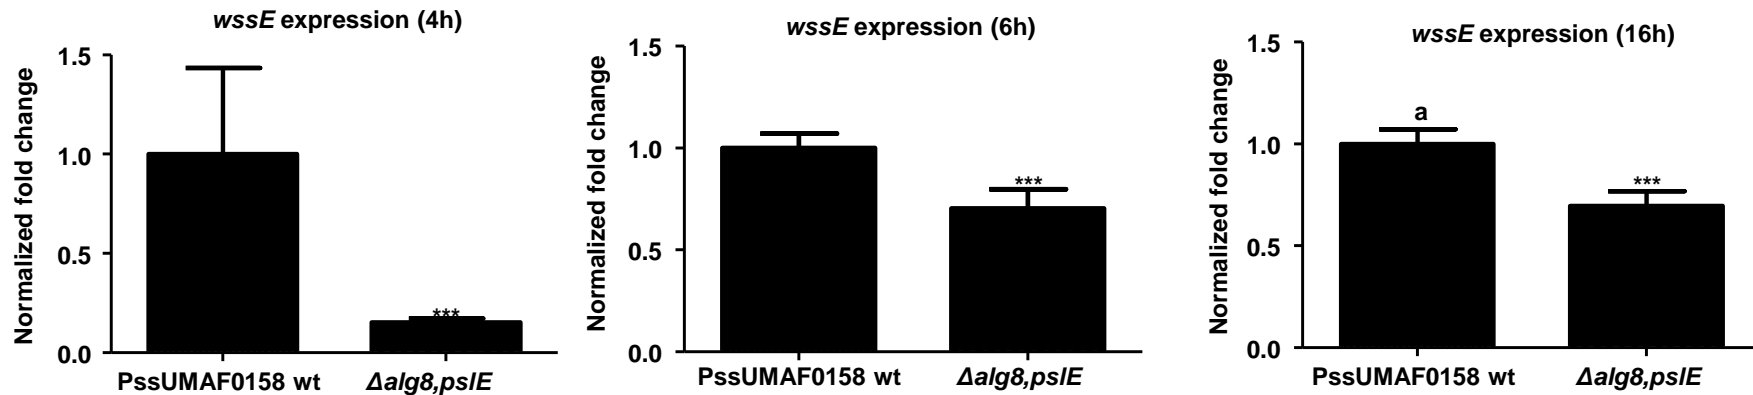 wssE expression (4h)
Normalized fold change
1.5
1.0
0.5
0.0
***
PssUMAF0158 wt
Δalg8,pslE
wssE expression (6h)
Normalized fold change
1.5
1.0
0.5
0.0
***
PssUMAF0158 wt
Δalg8,pslE
wssE expression (16h)
Normalized fold change
1.5
1.0
0.5
0.0
a
***
PssUMAF0158 wt
Δalg8,pslE